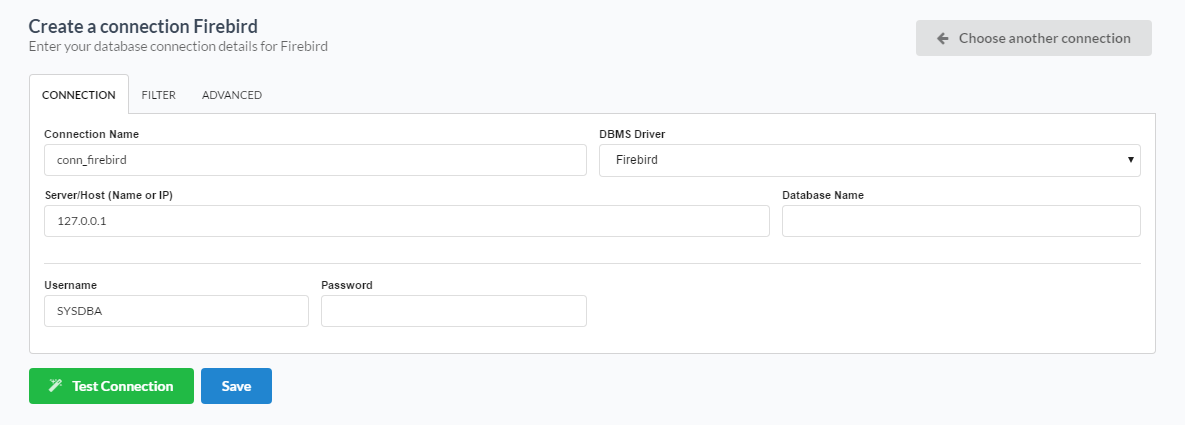 Create a connection Firebird
Enter your database connection details for Firebird
Choose another connection
CONNECTION FILTER ADVANCED
Connection Name DBMS Driver
conn_firebird Firebird
Server/Host (Name or IP) Database Name
127.0.0.1
Username Password
SYSDBA
Test Connection Save